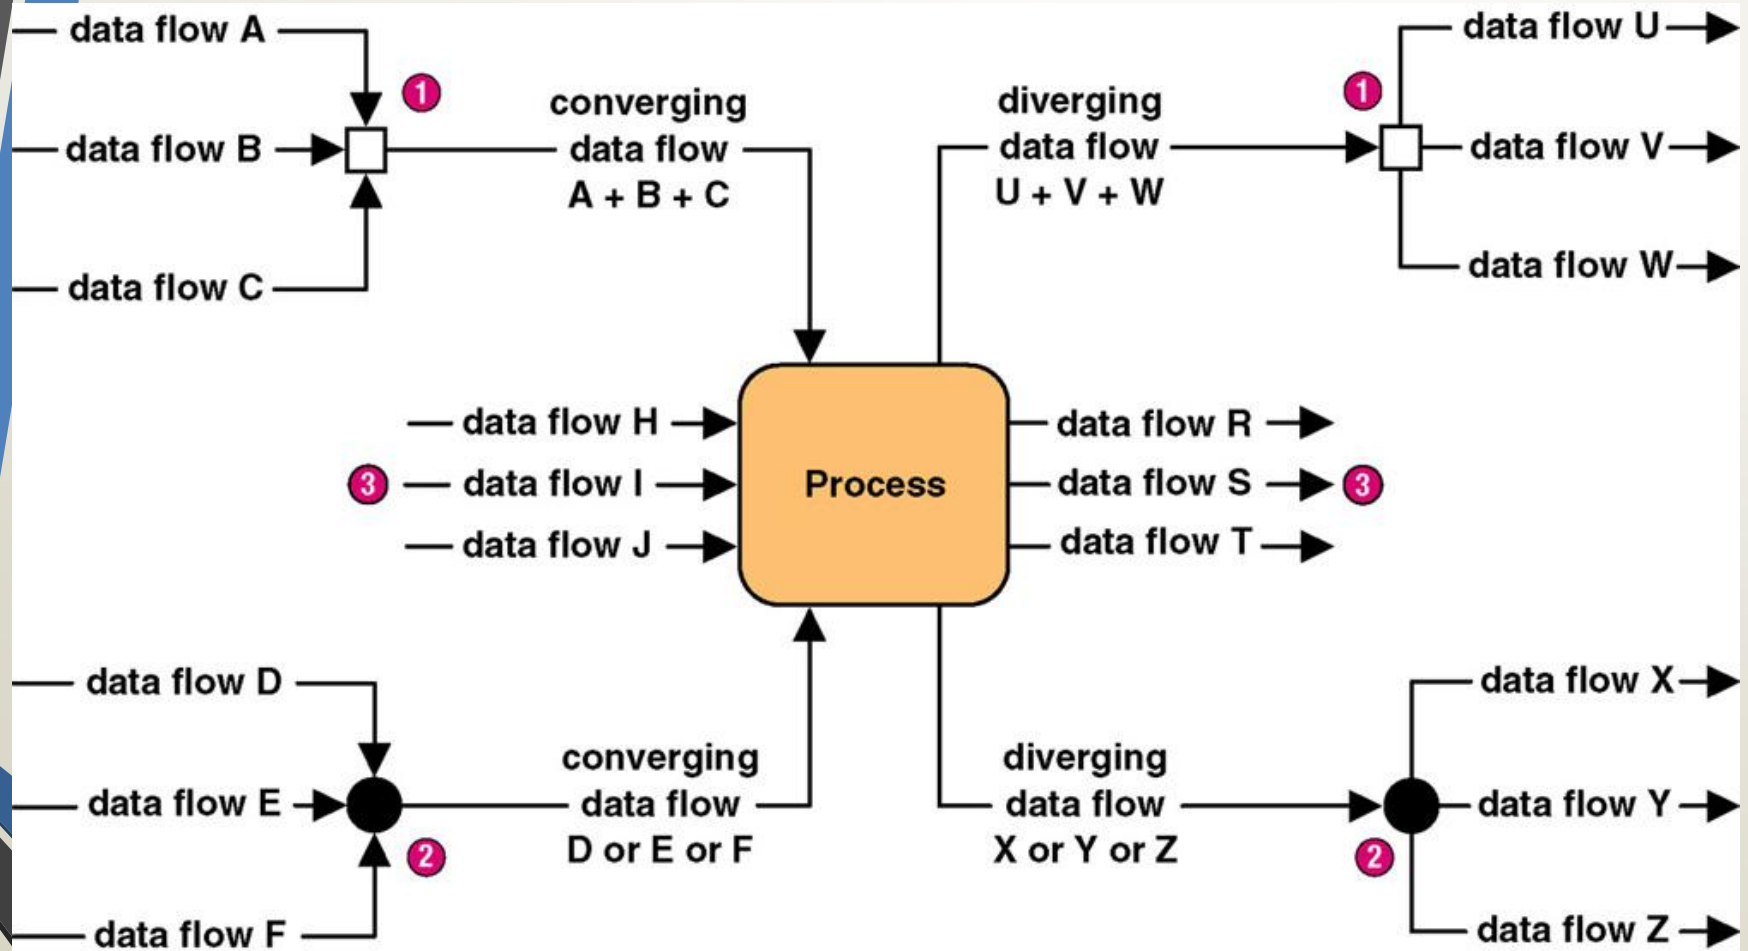 data flow A
1
data flow B
data flow C
converging
data flow
A + B + C
diverging
data flow
U + V + W
1
data flow U
data flow V
data flow W
data flow H
3
data flow I
data flow J
Process
data flow R
data flow S
3
data flow T
data flow D
data flow E
2
data flow F
converging
data flow
D or E or F
diverging
data flow
X or Y or Z
2
data flow X
data flow Y
data flow Z